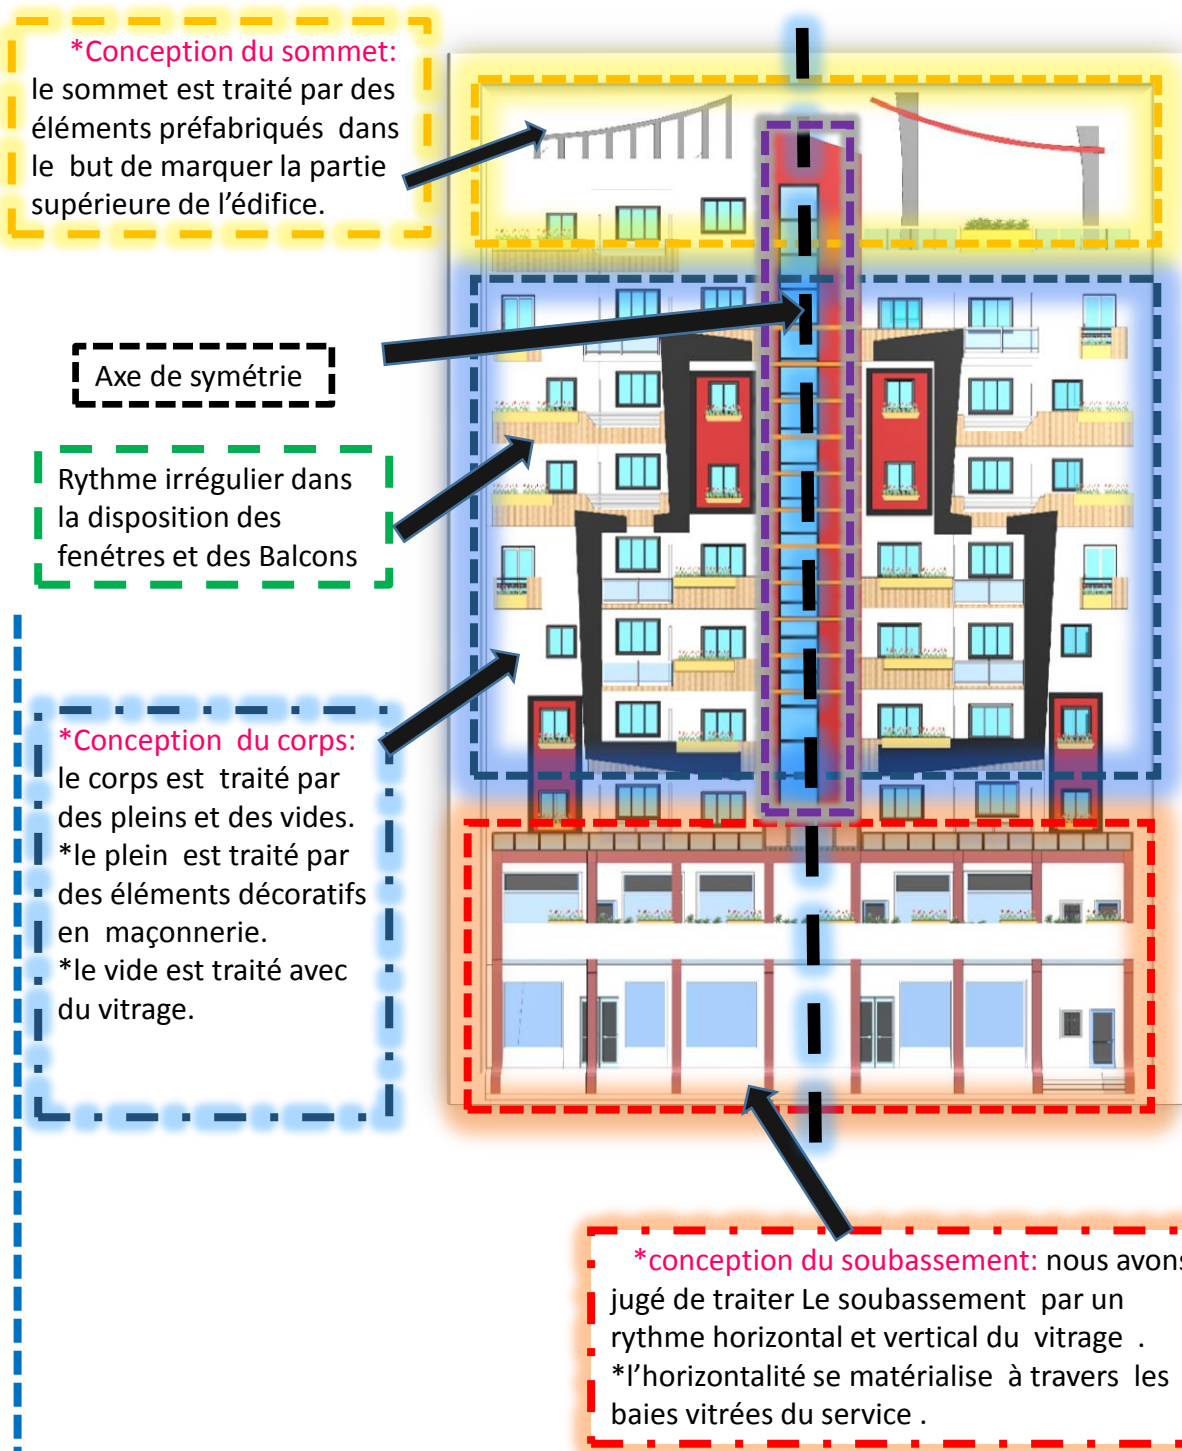 *Conception du sommet:
le sommet est traité par des
éléments préfabriqués dans
le but de marquer la partie
supérieure de l'édifice.
Axe de symétrie
Rythme irrégulier dans
la disposition des
fenétres et des Balcons
*Conception du corps:
le corps est traité par
des pleins et des vides.
*le plein est traité par
des éléments décoratifs
en maçonnerie.
*le vide est traité avec
du vitrage.
*conception du soubassement: nous avons
jugé de traiter Le soubassement par un
rythme horizontal et vertical du vitrage .
*l'horizontalité se matérialise à travers les
baies vitrées du service .